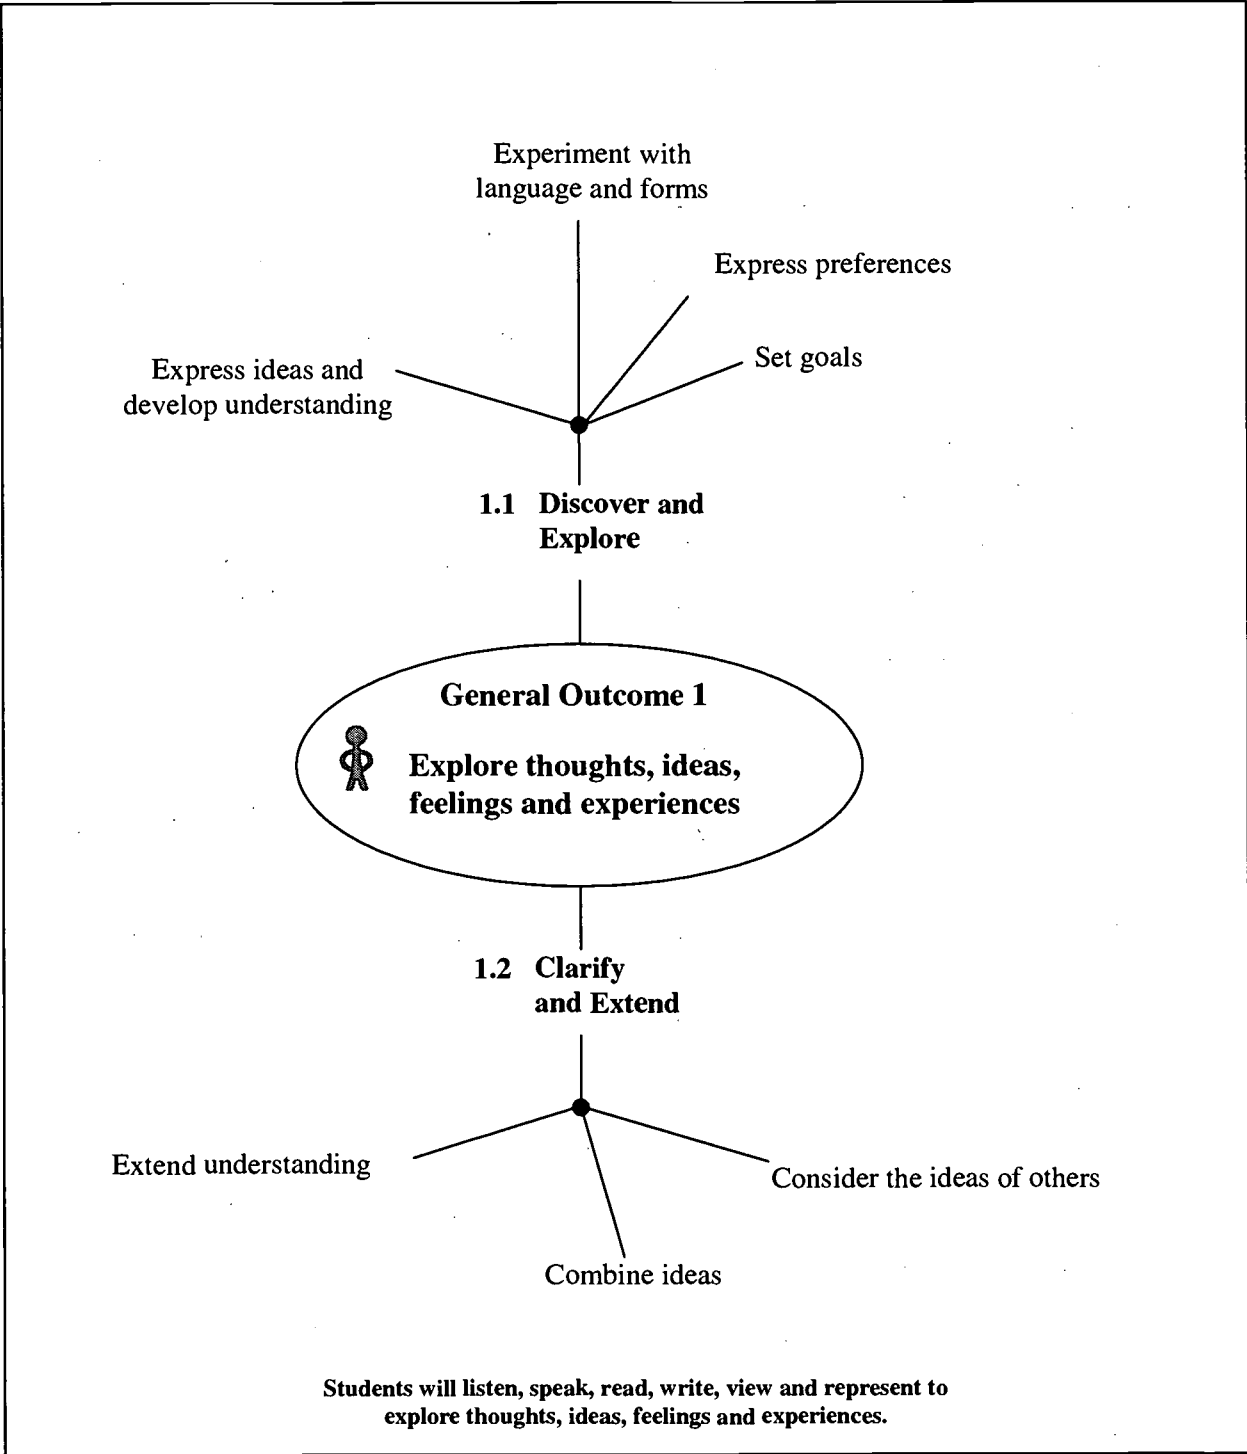 Experiment with
language and forms
Express preferences
Set goals
Express ideas and
develop understanding
1.1 Discover and
Explore
General Outcome 1
Explore thoughts, ideas,
feelings and experiences
1.2 Clarify
and Extend
Extend understanding
Consider the ideas of others
Combine ideas
Students will listen, speak, read, write, view and represent to
explore thoughts, ideas, feelings and experiences.